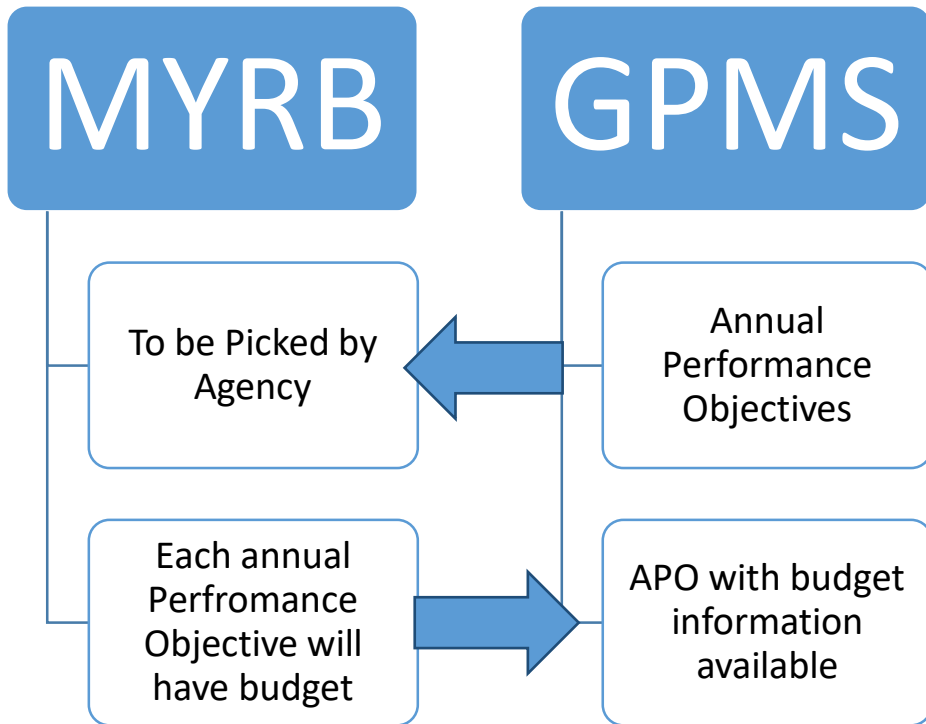 MYRB
GPMS
To be Picked by
Agency
Annual
Performance
Objectives
Each annual
Perfromance
Objective will
have budget
APO with budget
information
available